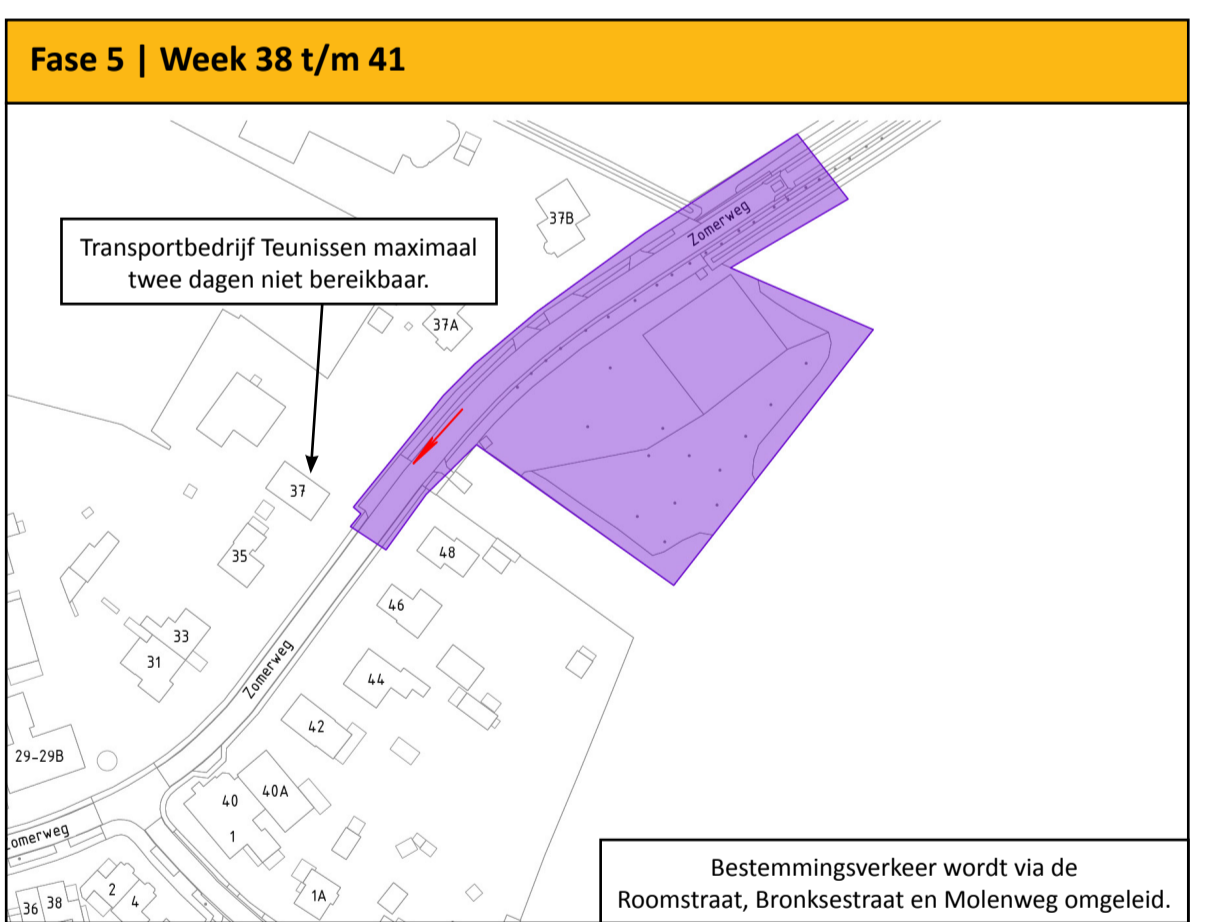 Fase 5 | Week 38 t/m 41
37B
Zomerweg
Transportbedrijf Teunissen maximaal
twee dagen niet bereikbaar.
37A
37
35
48
46
33
31
Zomerweg
44
42
29-29B
40A
40
1
omerweg
Bestemmingsverkeer wordt via de
Roomstraat, Bronksestraat en Molenweg omgeleid.
2
4
1A
36
38